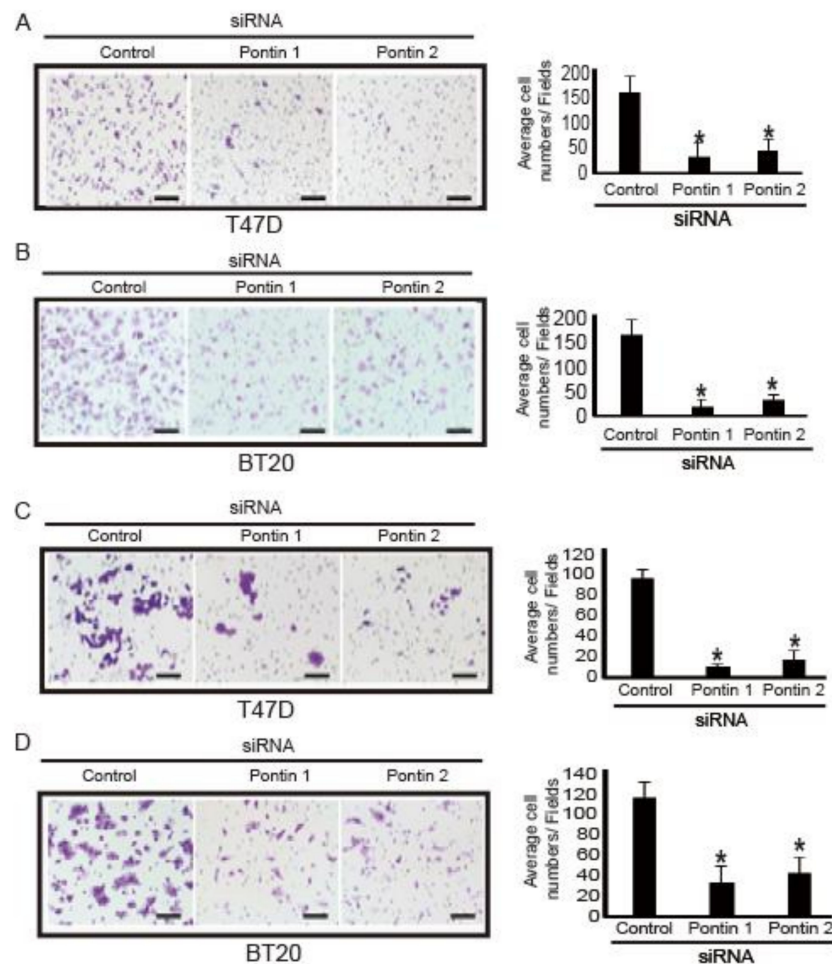 A
siRNA
Control Pontin 1 Pontin 2
T47D
Average cell
numbers/ Fields
200
150
100
50
0
* *
Control Pontin 1 Pontin 2
siRNA
B
siRNA
Control Pontin 1 Pontin 2
BT20
Average cell
numbers/ Fields
200
150
100
50
0
* *
Control Pontin 1 Pontin 2
siRNA
C
siRNA
Control Pontin 1 Pontin 2
T47D
Average cell
numbers/ Fields
120
100
80
60
40
20
0
* *
Control Pontin 1 Pontin 2
siRNA
D
siRNA
Control Pontin 1 Pontin 2
BT20
Average cell
numbers/ Fields
140
120
100
80
60
40
20
0
* *
Control Pontin 1 Pontin 2
siRNA